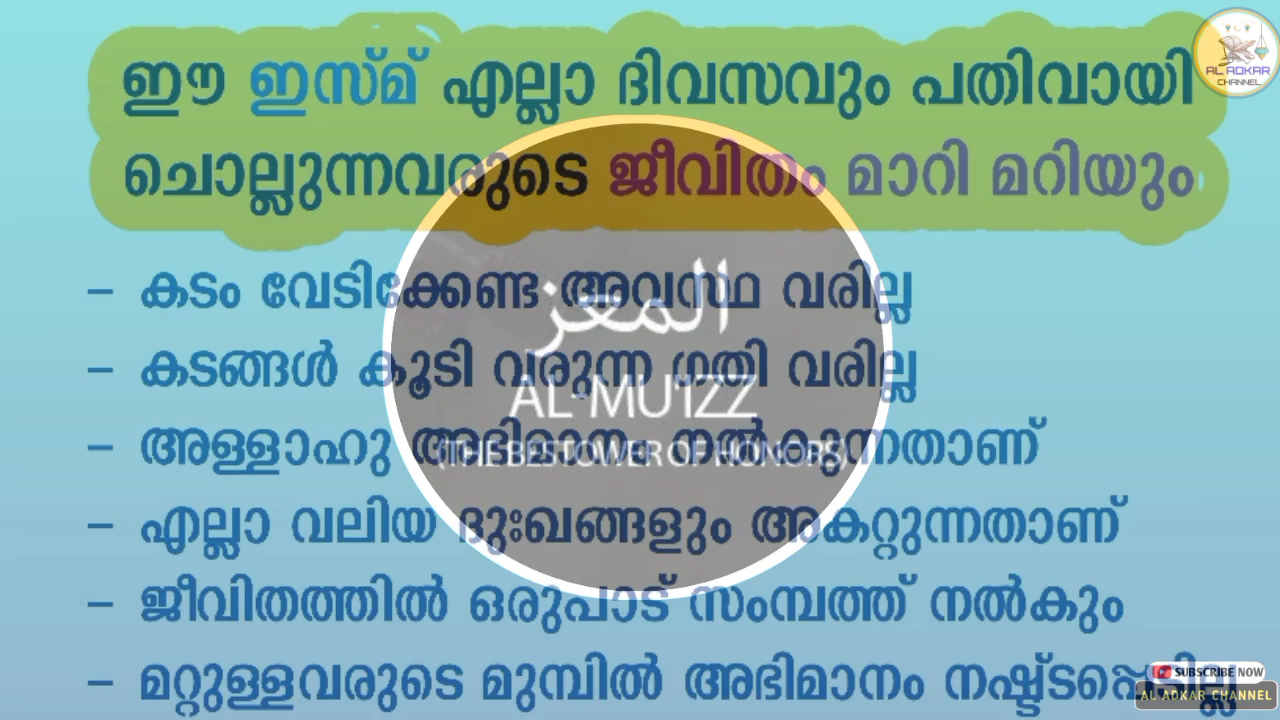 ഈ ഇസ്മ് എല്ലാ ദിവസവും പതിവായി
ചൊല്ലുന്നവരുടെ ജീവിതം മാറി മറിയും
- കടം വേടിക്കേണ്ട അവസ്ഥ വരില്ല
- കടങ്ങൾ കൂടി വരുന്ന ഗതി വരില്ല
- അള്ളാഹു അഭിമാനം നൽകുന്നതാണ്
- എല്ലാ വലിയ ദുഃഖങ്ങളും അകറ്റുന്നതാണ്
- ജീവിതത്തിൽ ഒരുപാട് സംമ്പത്ത് നൽകും
- മറ്റുള്ളവരുടെ മുമ്പിൽ അഭിമാനം നഷ്ട്ടപ്പെടില്ല
المعز
AL-MU'IZZ
(THE BESTOWER OF HONORS)
AL ADKAR
CHANNEL
SUBSCRIBE NOW
AL ADKAR CHANNEL